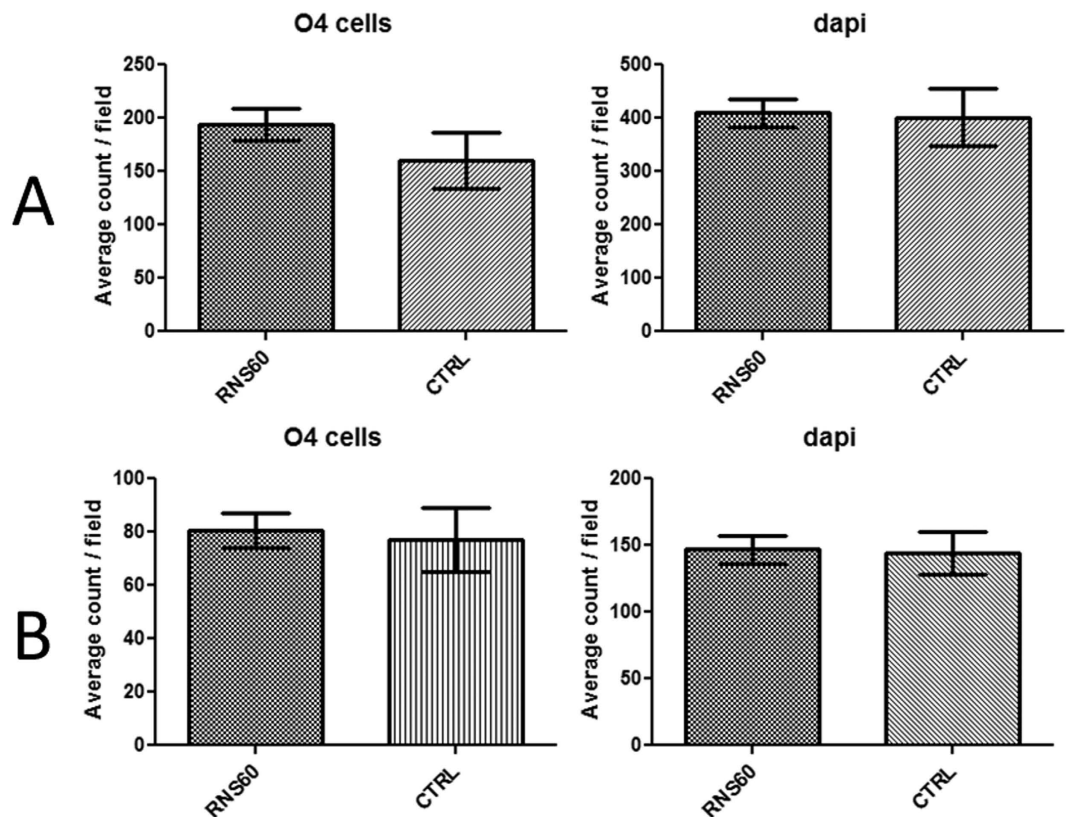 A
O4 cells
Average count / field
250
200
150
100
50
0
RNS60
CTRL
dapi
Average count / field
500
400
300
200
100
0
RNS60
CTRL
B
O4 cells
Average count / field
100
80
60
40
20
0
RNS60
CTRL
dapi
Average count / field
200
150
100
50
0
RNS60
CTRL